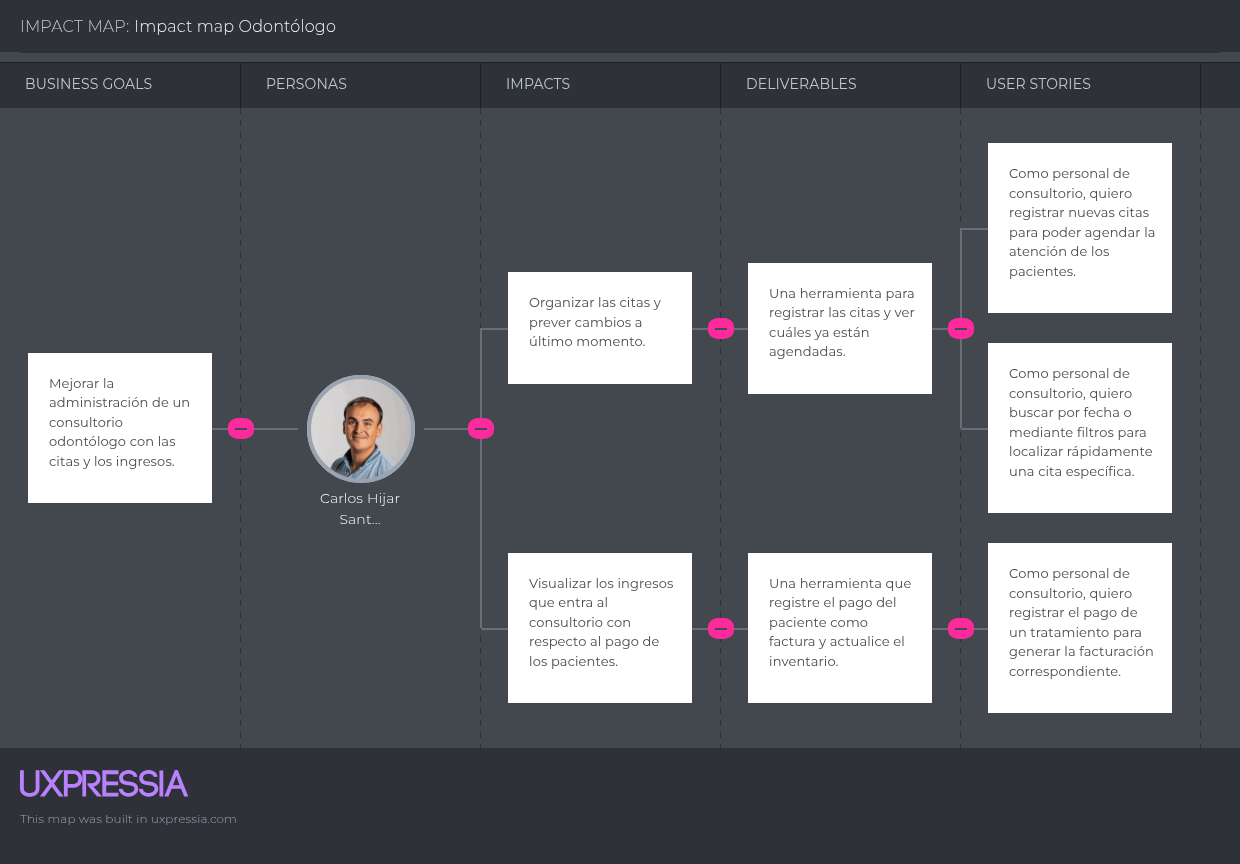 IMPACT MAP: Impact map Odontólogo
BUSINESS GOALS
PERSONAS
IMPACTS
DELIVERABLES
USER STORIES
Mejorar la
administración de un
consultorio
odontólogo con las
citas y los ingresos.
Carlos Hijar
Sant...
Organizar las citas y
prever cambios a
último momento.
Una herramienta para
registrar las citas y ver
cuáles ya están
agendadas.
Como personal de
consultorio, quiero
registrar nuevas citas
para poder agendar la
atención de los
pacientes.
Como personal de
consultorio, quiero
buscar por fecha o
mediante filtros para
localizar rápidamente
una cita específica.
Visualizar los ingresos
que entra al
consultorio con
respecto al pago de
los pacientes.
Una herramienta que
registre el pago del
paciente como
factura y actualice el
inventario.
Como personal de
consultorio, quiero
registrar el pago de
un tratamiento para
generar la facturación
correspondiente.
UXPRESSIA
This map was built in uxpressia.com